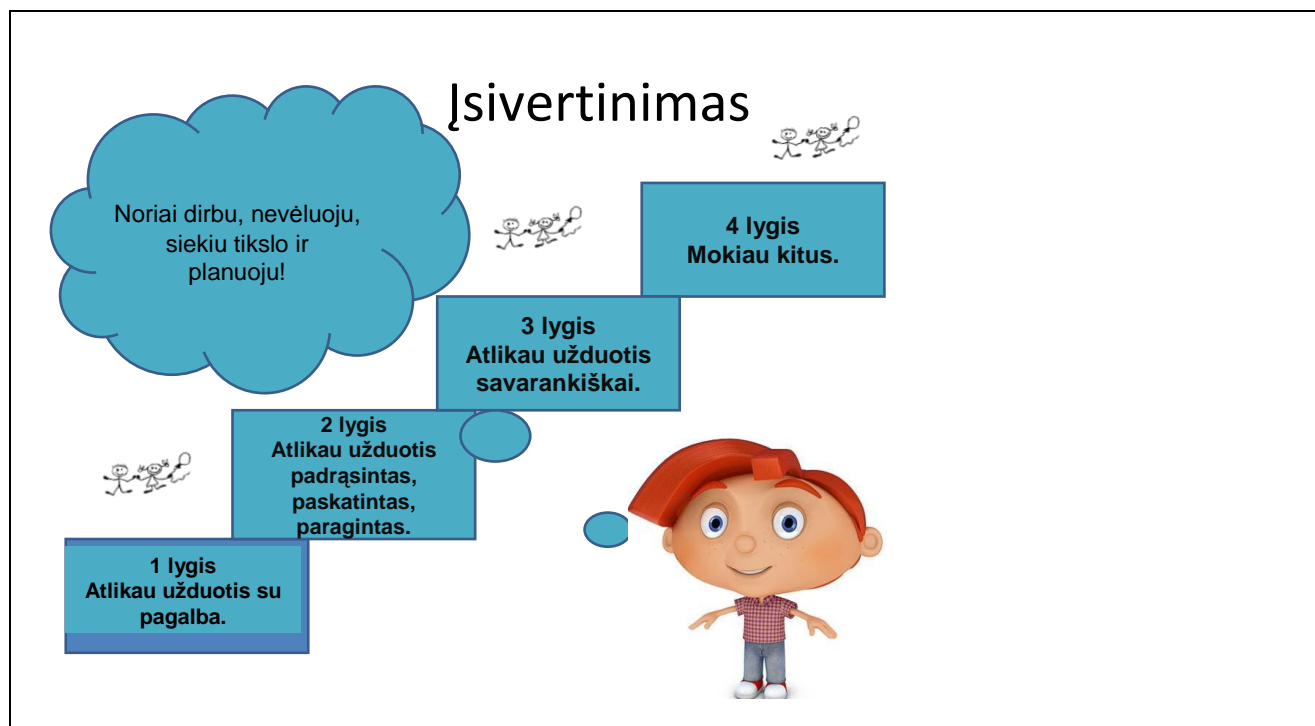 Įsivertinimas
Noriai dirbu, nevėluoju,
siekiu tikslo ir
planuoju!
4 lygis
Mokiau kitus.
3 lygis
Atlikau užduotis
savarankiškai.
2 lygis
Atlikau užduotis
padrąsintas,
paskatintas,
paragintas.
1 lygis
Atlikau užduotis su
pagalba.